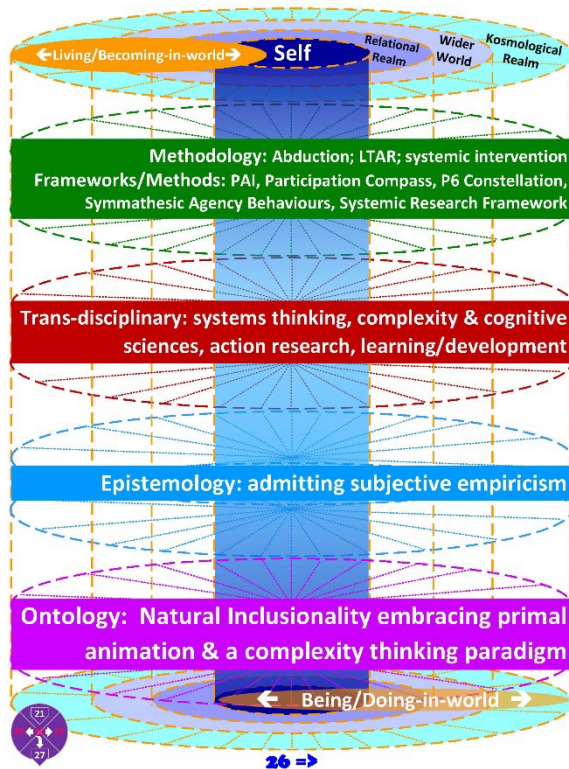 ←Living/Becoming-in-world→
Self
Relational
Realm
Wider
World
Kosmological
Realm
Methodology: Abduction; LTAR; systemic intervention
Frameworks/Methods: PAI, Participation Compass, P6 Constellation,
Symmathesic Agency Behaviours, Systemic Research Framework
Trans-disciplinary: systems thinking, complexity & cognitive
sciences, action research, learning/development
Epistemology: admitting subjective empiricism
Ontology: Natural Inclusionality embracing primal
animation & a complexity thinking paradigm
← Being/Doing-in-world →
21
27
26 =>